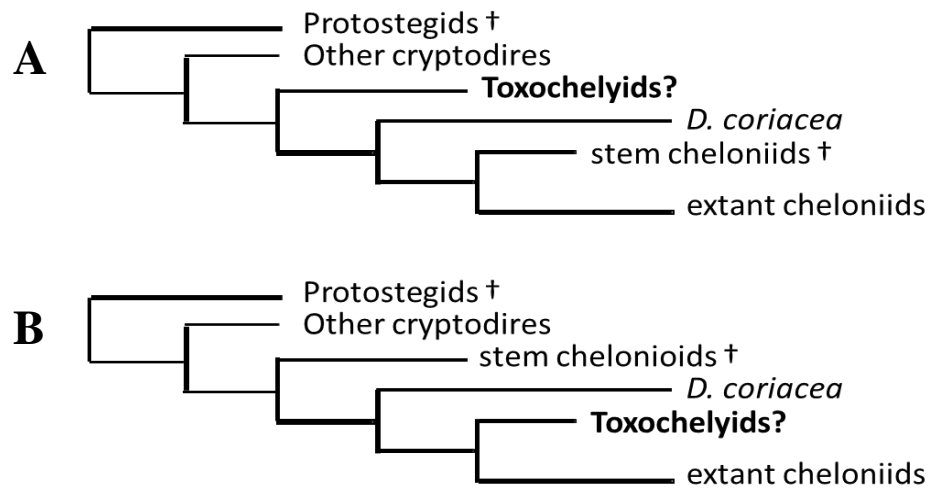 A
Protostegids †
Other cryptodires
Toxochelyids?
D. coriacea
stem cheloniids †
extant cheloniids
B
Protostegids †
Other cryptodires
stem chelonioids †
D. coriacea
Toxochelyids?
extant cheloniids